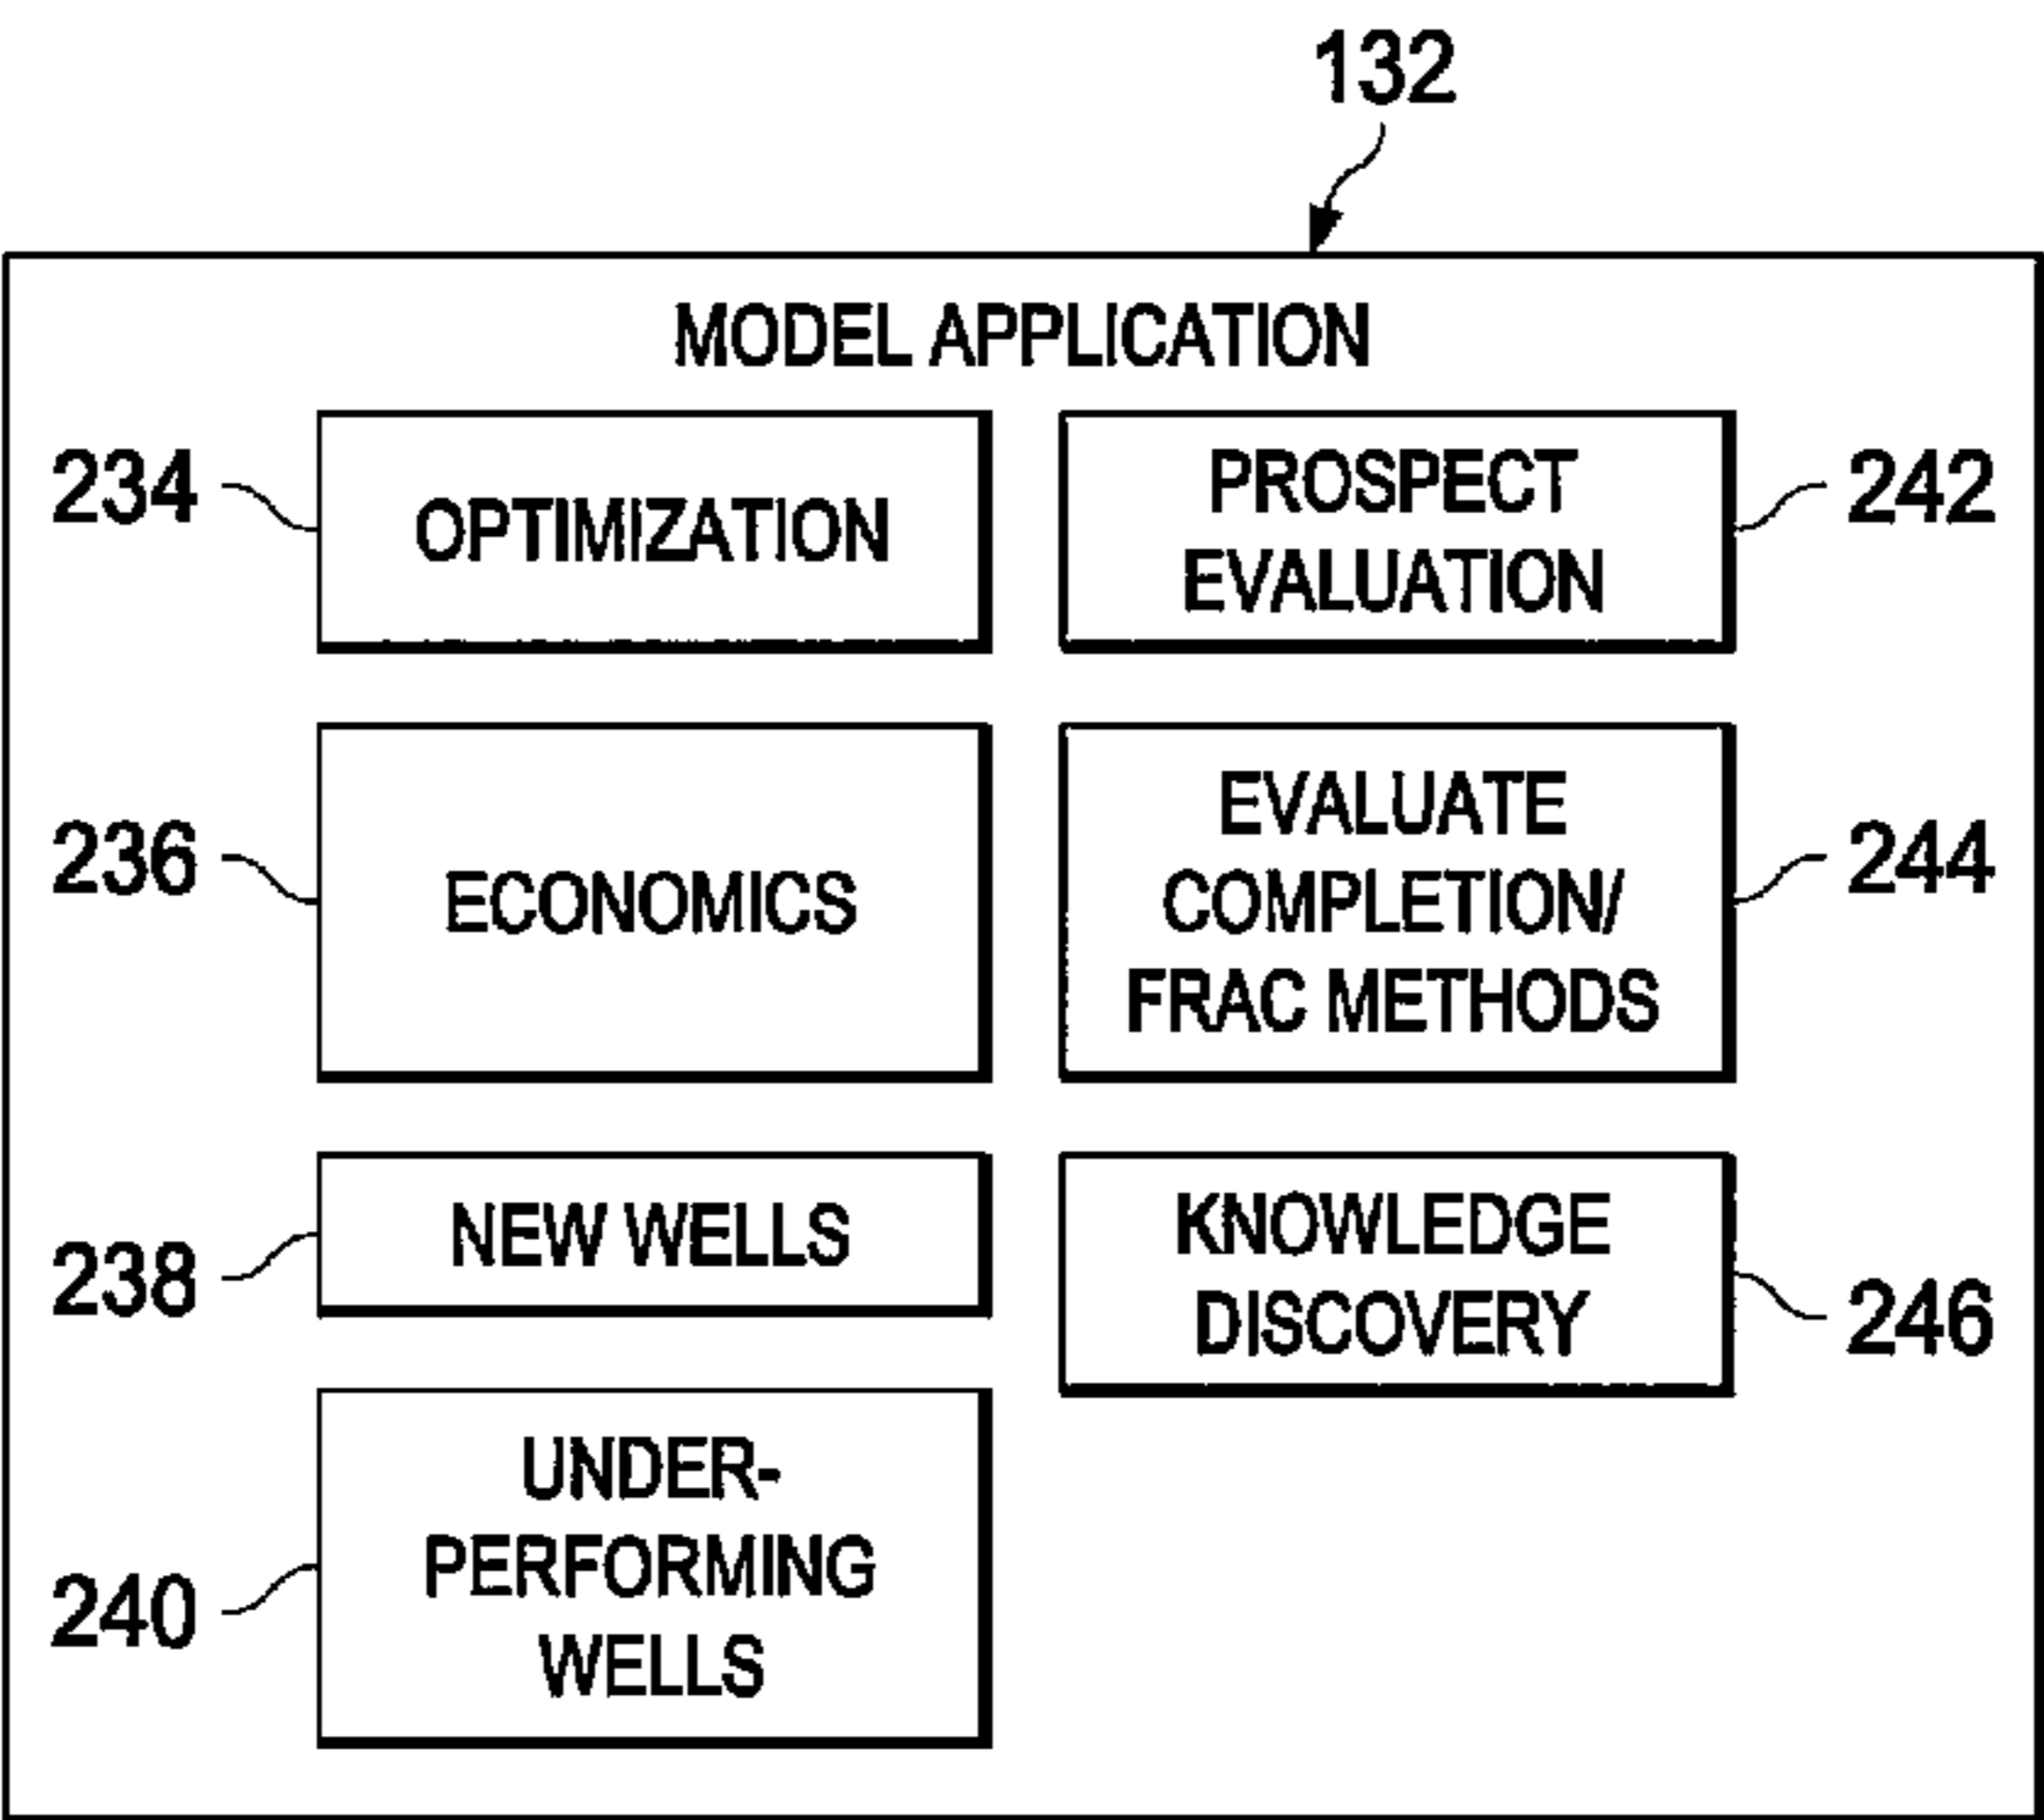 132
MODEL APPLICATION
234
OPTIMIZATION
PROSPECT
EVALUATION
242
236
ECONOMICS
EVALUATE
COMPLETION/
FRAC METHODS
244
238
NEW WELLS
KNOWLEDGE
DISCOVERY
246
240
UNDER-
PERFORMING
WELLS